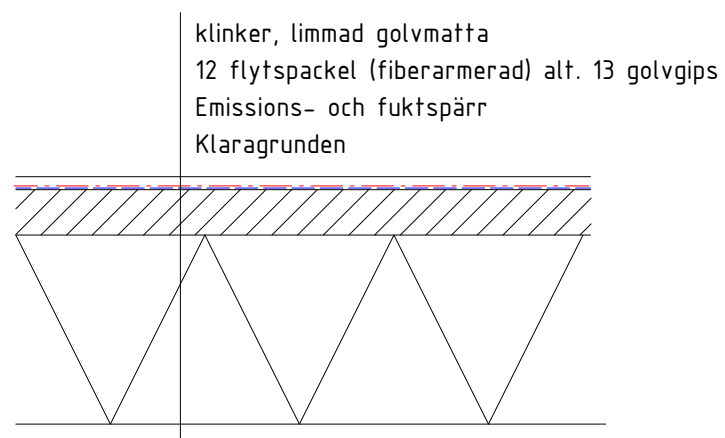 klinker, limmad golvmatta
12 flytspackel (fiberarmerad) alt. 13 golvgips
Emissions- och fuktspärr
Klaragrunden